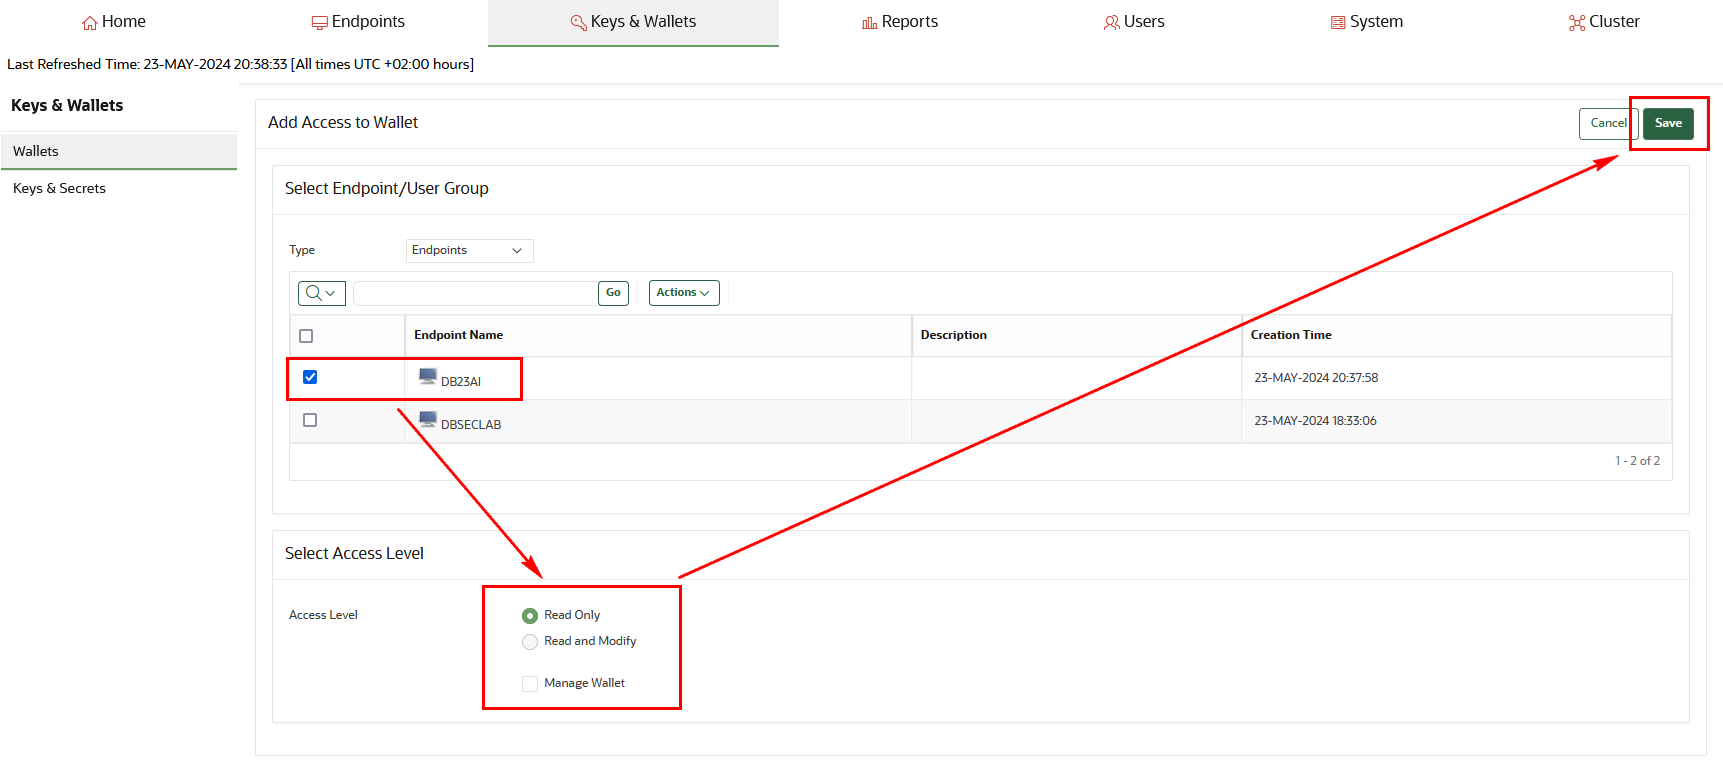 Home Endpoints Keys & Wallets Reports Users System Cluster
Last Refreshed Time: 23-MAY-2024 20:38:33 [All times UTC +02:00 hours]
Keys & Wallets
Wallets
Keys & Secrets
Add Access to Wallet Cancel Save
Select Endpoint/User Group
Type Endpoints
Go Actions
Endpoint Name Description Creation Time
DB23AI 23-MAY-2024 20:37:58
DBSECLAB 23-MAY-2024 18:33:06
1 - 2 of 2
Select Access Level
Access Level Read Only
Read and Modify
Manage Wallet